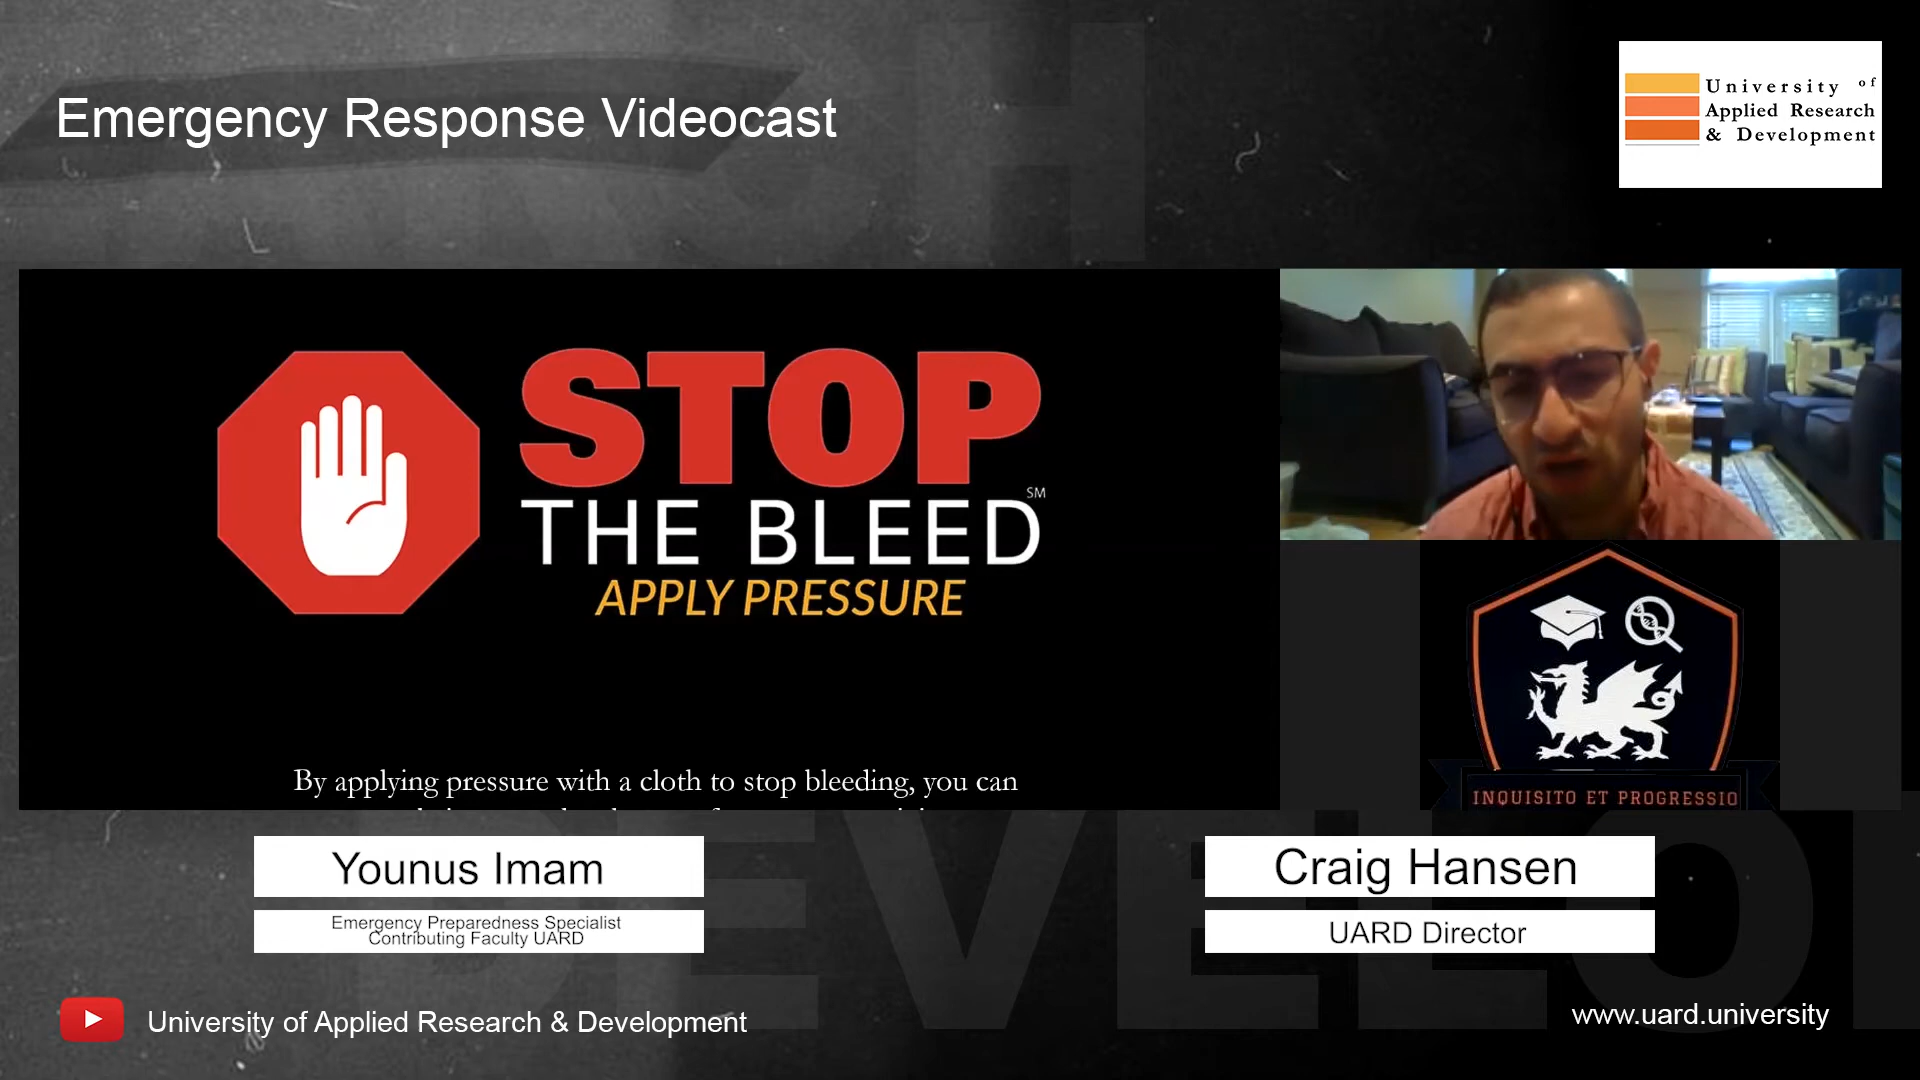 Emergency Response Videocast
University of
Applied Research
& Development
STOP
THE BLEED SM
APPLY PRESSURE
By applying pressure with a cloth to stop bleeding, you can
INQUISITO ET PROGRESSIO
Younus Imam
Emergency Preparedness Specialist
Contributing Faculty UARD
Craig Hansen
UARD Director
University of Applied Research & Development
www.uard.university